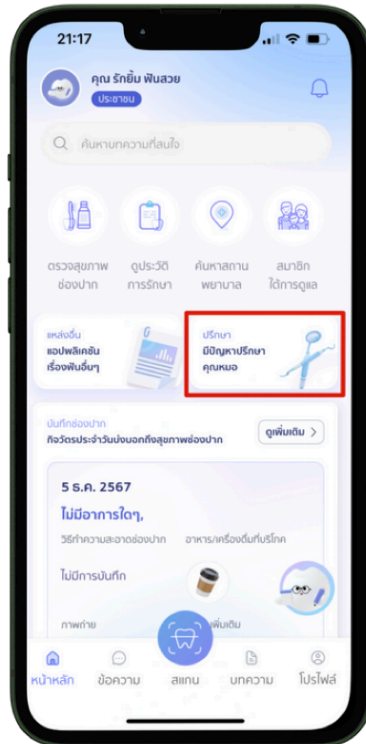 21:17
คุณ รักยิ้ม ฟันสวย
ประชาชน
ค้นหาบทความที่สนใจ
ตรวจสุขภาพ
ช่องปาก
ดูประวัติ
การรักษา
ค้นหาสถาน
พยาบาล
สมาชิก
ใต้การดูแล
แหล่งอื่น
แอปพลิเคชัน
เรื่องฟันอื่นๆ
ปรึกษา
มีปัญหาปรึกษา
คุณหมอ
บันทึกช่องปาก
กิจวัตรประจำวันบ่งบอกถึงสุขภาพช่องปาก
ดูเพิ่มเติม >
5 ธ.ค. 2567
ไม่มีอาการใดๆ,
วิธีทำความสะอาดช่องปาก
อาหาร/เครื่องดื่มที่บริโภค
ไม่มีการบันทึก
ภาพถ่าย
เพิ่มเติม
หน้าหลัก
ข้อความ
สแกน
บทความ
โปรไฟล์